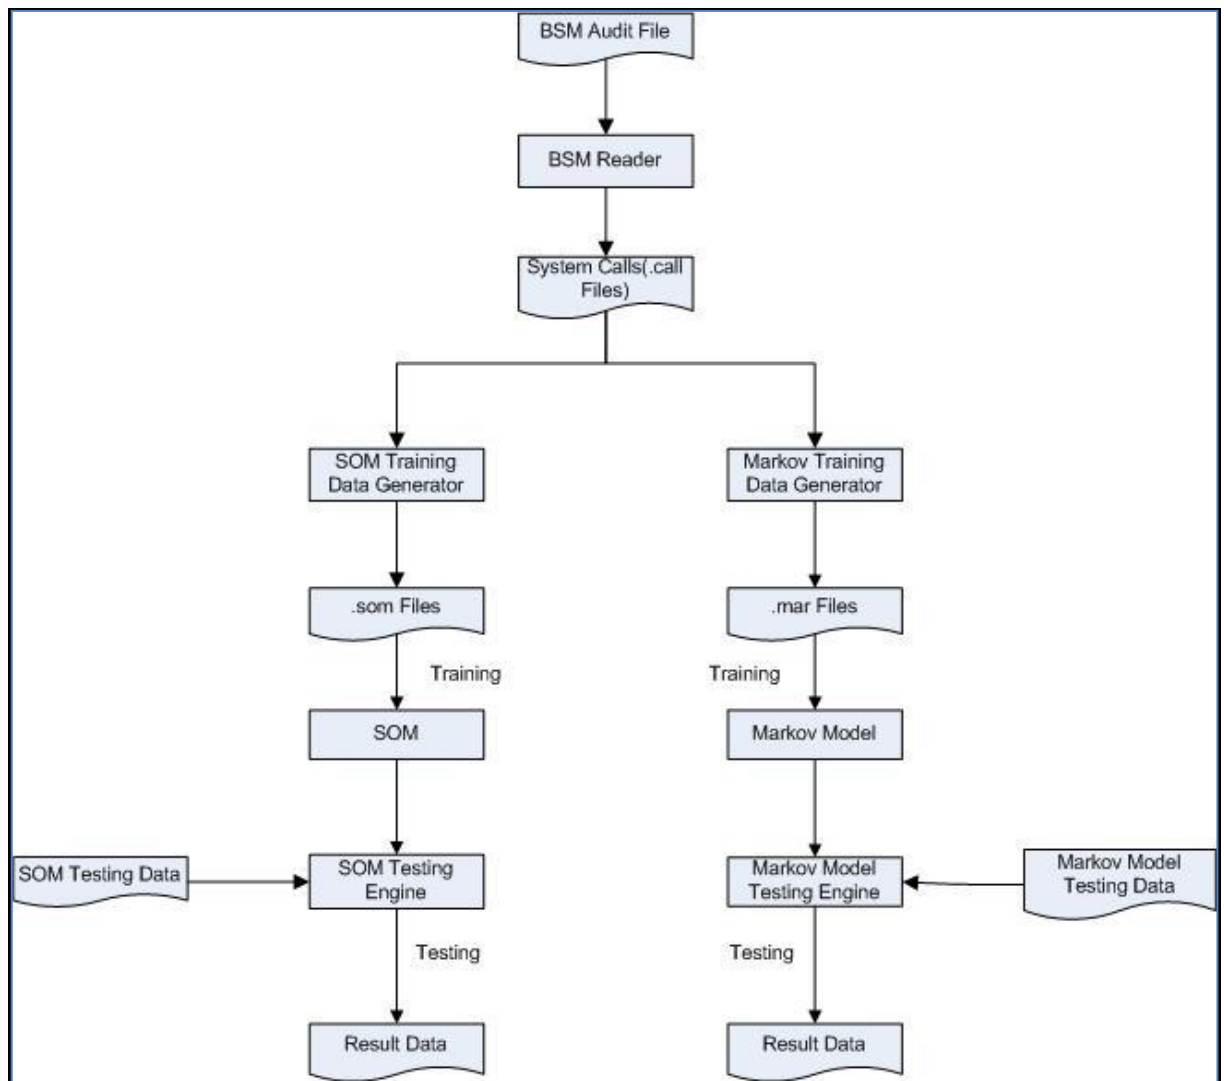 BSM Audit File
BSM Reader
System Calls(.call
Files)
SOM Training
Data Generator
Markov Training
Data Generator
.som Files
.mar Files
Training
Training
SOM
Markov Model
SOM Testing Data
SOM Testing
Engine
Markov Model
Testing Engine
Markov Model
Testing Data
Testing
Testing
Result Data
Result Data